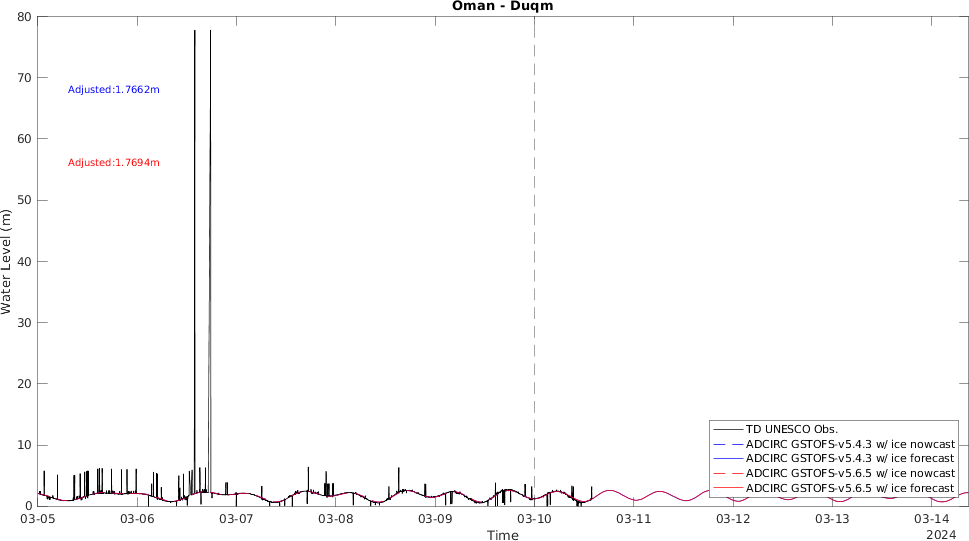 Oman - Duqm
80
70
60
50
40
30
20
10
0
Water Level (m)
Adjusted:1.7662m
Adjusted:1.7694m
TD UNESCO Obs.
ADCIRC GSTOFS-v5.4.3 w/ ice nowcast
ADCIRC GSTOFS-v5.4.3 w/ ice forecast
ADCIRC GSTOFS-v5.6.5 w/ ice nowcast
ADCIRC GSTOFS-v5.6.5 w/ ice forecast
03-05 03-06 03-07 03-08 03-09 03-10 03-11 03-12 03-13 03-14
2024
Time